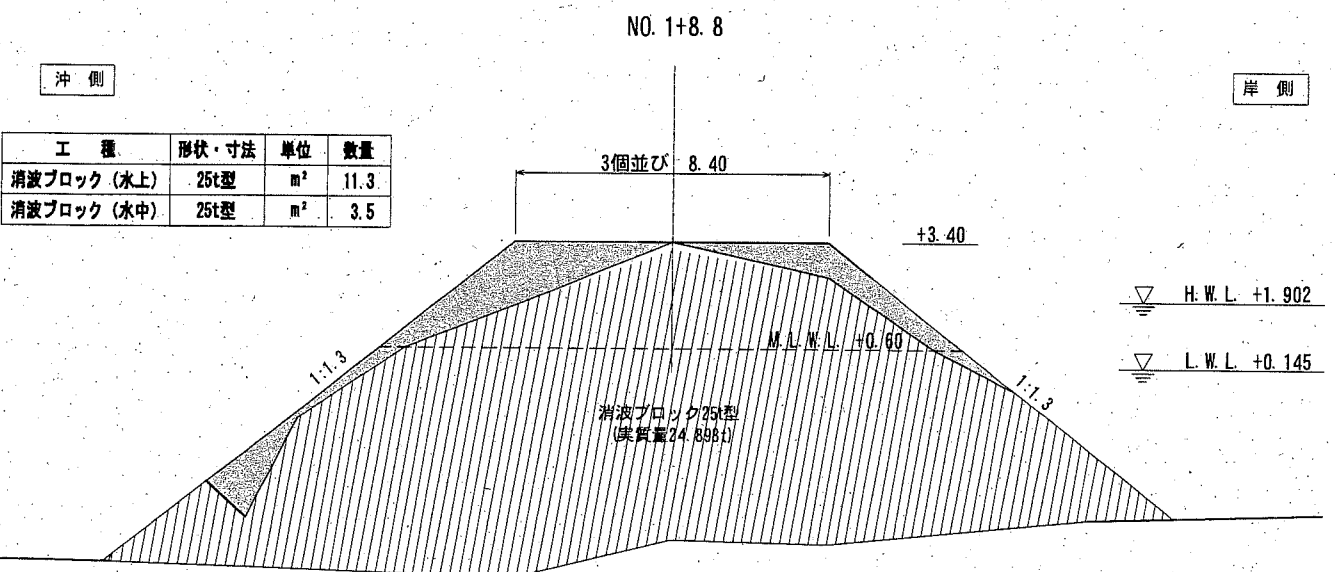 NO. 1+8. 8
沖 側
岸 側
工 種 形状・寸法 単位 数量
消波ブロック (水上) 25t型 m² 11.3
消波ブロック (水中) 25t型 m² 3.5
3個並び 8.40
+3.40
H.W.L. +1.902
M.L.W.L. +0.60
L.W.L. +0.145
1:1.3
1:1.3
消波ブロック25t型
(実質量24.898t)